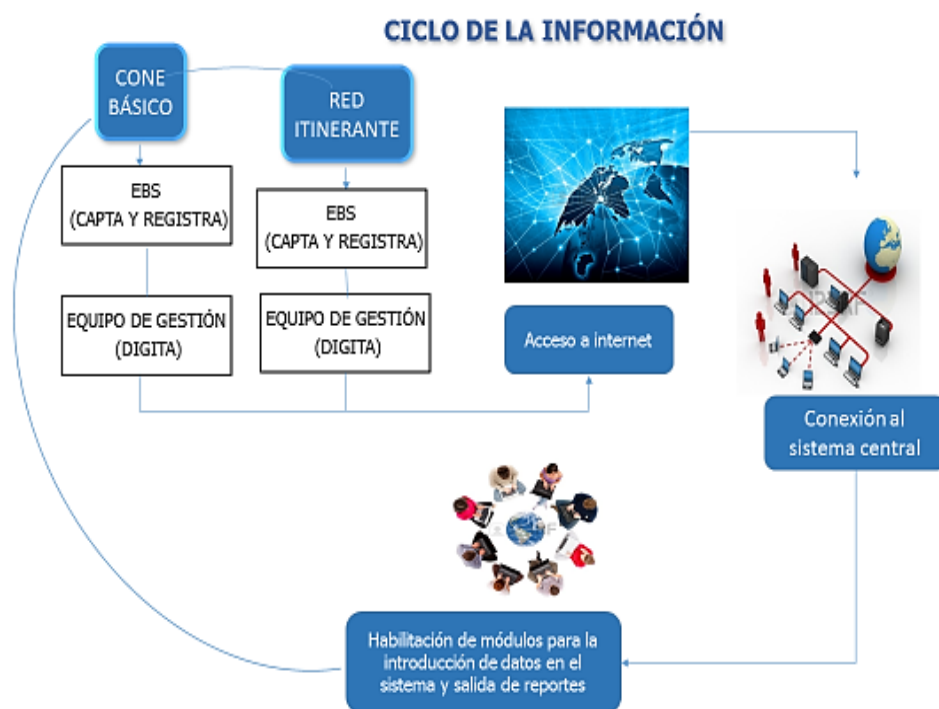 CICLO DE LA INFORMACIÓN
CONE
BÁSICO
RED
ITINERANTE
EBS
(CAPTA Y REGISTRA)
EBS
(CAPTA Y REGISTRA)
EQUIPO DE GESTIÓN
(DIGITA)
EQUIPO DE GESTIÓN
(DIGITA)
Acceso a internet
Conexión al
sistema central
Habilitación de módulos para la
introducción de datos en el
sistema y salida de reportes